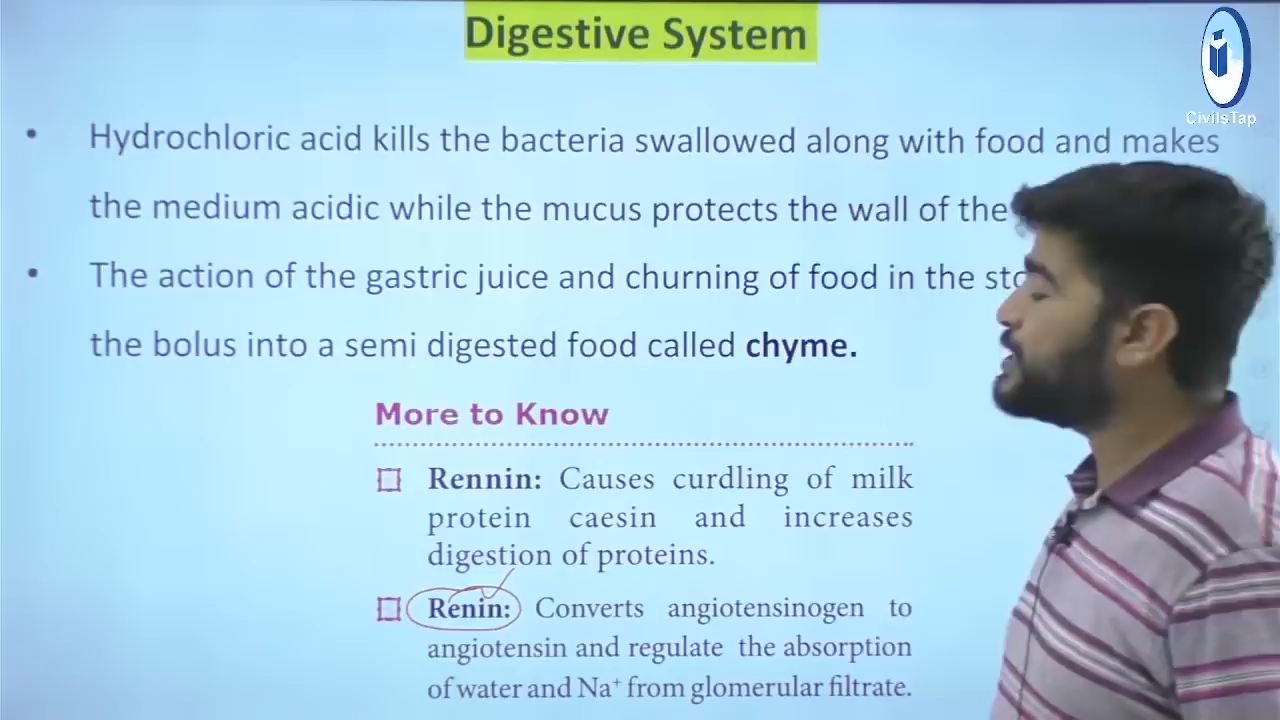 Digestive System
CivilsTap
• Hydrochloric acid kills the bacteria swallowed along with food and makes
the medium acidic while the mucus protects the wall of the
• The action of the gastric juice and churning of food in the
the bolus into a semi digested food called chyme.
More to Know
Rennin: Causes curdling of milk
protein caesin and increases
digestion of proteins.
Renin: Converts angiotensinogen to
angiotensin and regulate the absorption
of water and Na⁺ from glomerular filtrate.